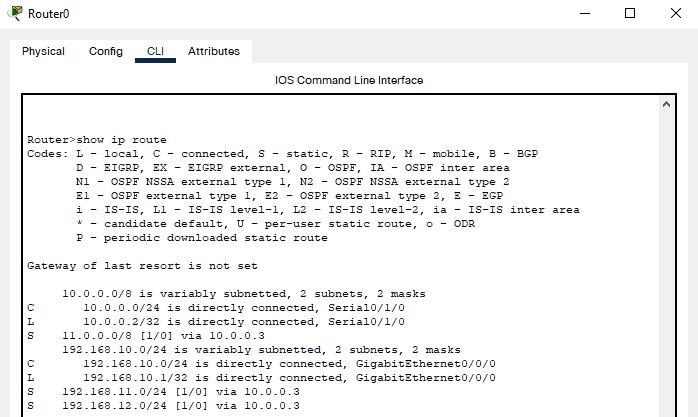 Router0
Physical Config CLI Attributes
IOS Command Line Interface
Router>show ip route
Codes: L - local, C - connected, S - static, R - RIP, M - mobile, B - BGP
D - EIGRP, EX - EIGRP external, O - OSPF, IA - OSPF inter area
N1 - OSPF NSSA external type 1, N2 - OSPF NSSA external type 2
E1 - OSPF external type 1, E2 - OSPF external type 2, E - EGP
i - IS-IS, L1 - IS-IS level-1, L2 - IS-IS level-2, ia - IS-IS inter area
* - candidate default, U - per-user static route, o - ODR
P - periodic downloaded static route
Gateway of last resort is not set
10.0.0.0/8 is variably subnetted, 2 subnets, 2 masks
C 10.0.0.0/24 is directly connected, Serial0/1/0
L 10.0.0.2/32 is directly connected, Serial0/1/0
S 11.0.0.0/8 [1/0] via 10.0.0.3
192.168.10.0/24 is variably subnetted, 2 subnets, 2 masks
C 192.168.10.0/24 is directly connected, GigabitEthernet0/0/0
L 192.168.10.1/32 is directly connected, GigabitEthernet0/0/0
S 192.168.11.0/24 [1/0] via 10.0.0.3
S 192.168.12.0/24 [1/0] via 10.0.0.3